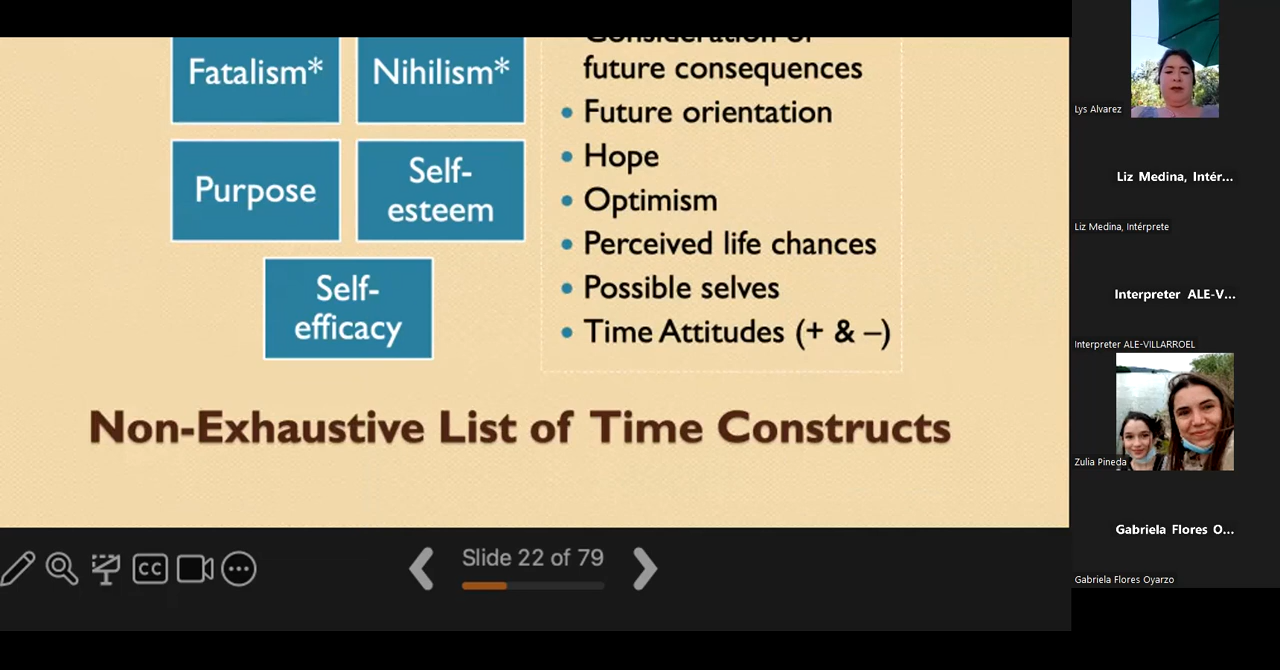 Fatalism*
Nihilism*
Purpose
Self-
esteem
Self-
efficacy
Consideration of
future consequences
• Future orientation
• Hope
• Optimism
• Perceived life chances
• Possible selves
• Time Attitudes (+ & –)
Non-Exhaustive List of Time Constructs
CC
Slide 22 of 79
Lys Alvarez
Liz Medina, Intér...
Liz Medina, Intérprete
Interpreter ALE-V...
Interpreter ALE-VILLARROEL
Zulia Pineda
Gabriela Flores O...
Gabriela Flores Oyarzo